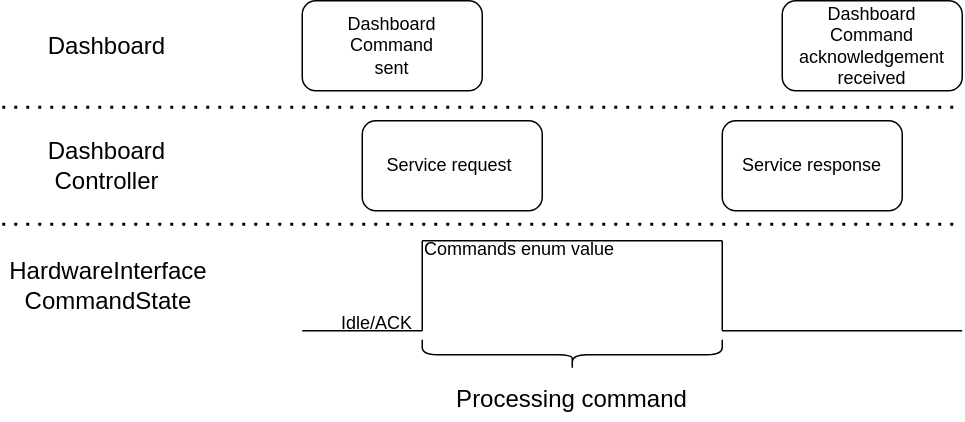 Dashboard
Dashboard
Command
sent
Dashboard
Command
acknowledgement
received
Dashboard
Controller
Service request
Service response
HardwareInterface
CommandState
Commands enum value
Idle/ACK
Processing command